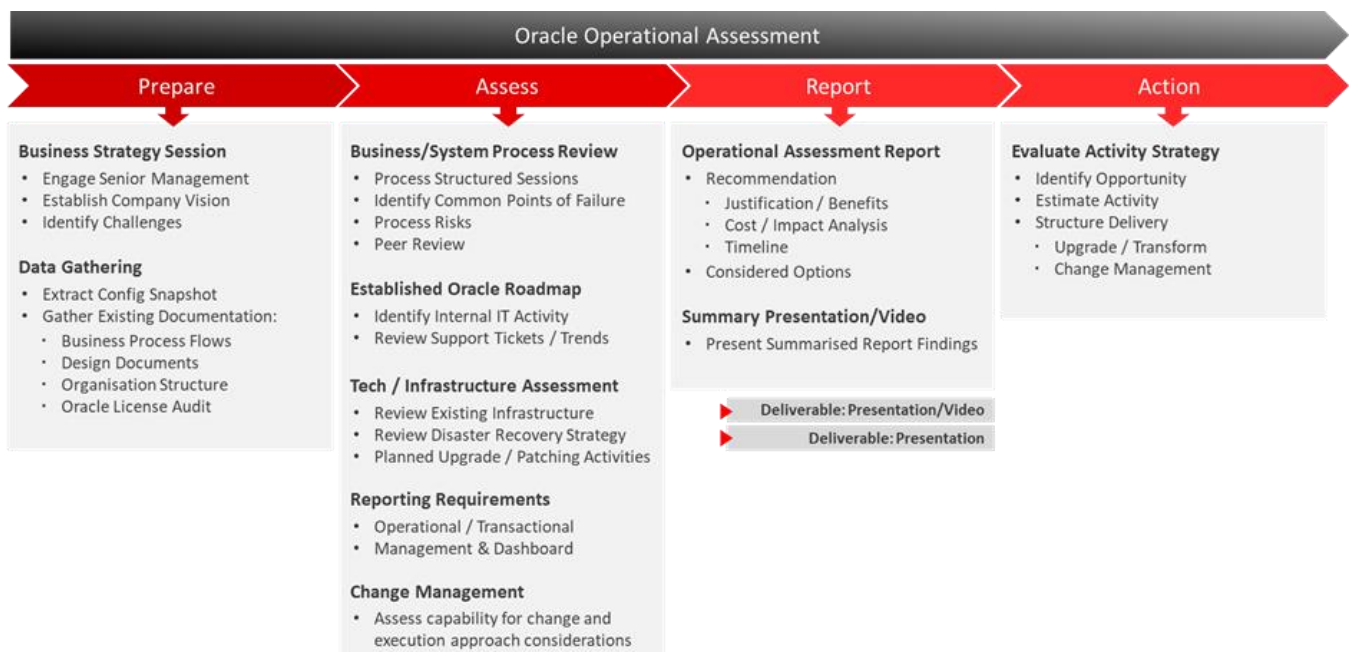 Oracle Operational Assessment
Prepare
Assess
Report
Action
Business Strategy Session
• Engage Senior Management
• Establish Company Vision
• Identify Challenges
Data Gathering
• Extract Config Snapshot
• Gather Existing Documentation:
• Business Process Flows
• Design Documents
• Organisation Structure
• Oracle License Audit
Business/System Process Review
• Process Structured Sessions
• Identify Common Points of Failure
• Process Risks
• Peer Review
Established Oracle Roadmap
• Identify Internal IT Activity
• Review Support Tickets / Trends
Tech / Infrastructure Assessment
• Review Existing Infrastructure
• Review Disaster Recovery Strategy
• Planned Upgrade / Patching Activities
Reporting Requirements
• Operational / Transactional
• Management & Dashboard
Change Management
• Assess capability for change and
execution approach considerations
Operational Assessment Report
• Recommendation
• Justification / Benefits
• Cost / Impact Analysis
• Timeline
• Considered Options
Summary Presentation/Video
• Present Summarised Report Findings
Deliverable: Presentation/Video
Deliverable: Presentation
Evaluate Activity Strategy
• Identify Opportunity
• Estimate Activity
• Structure Delivery
• Upgrade / Transform
• Change Management